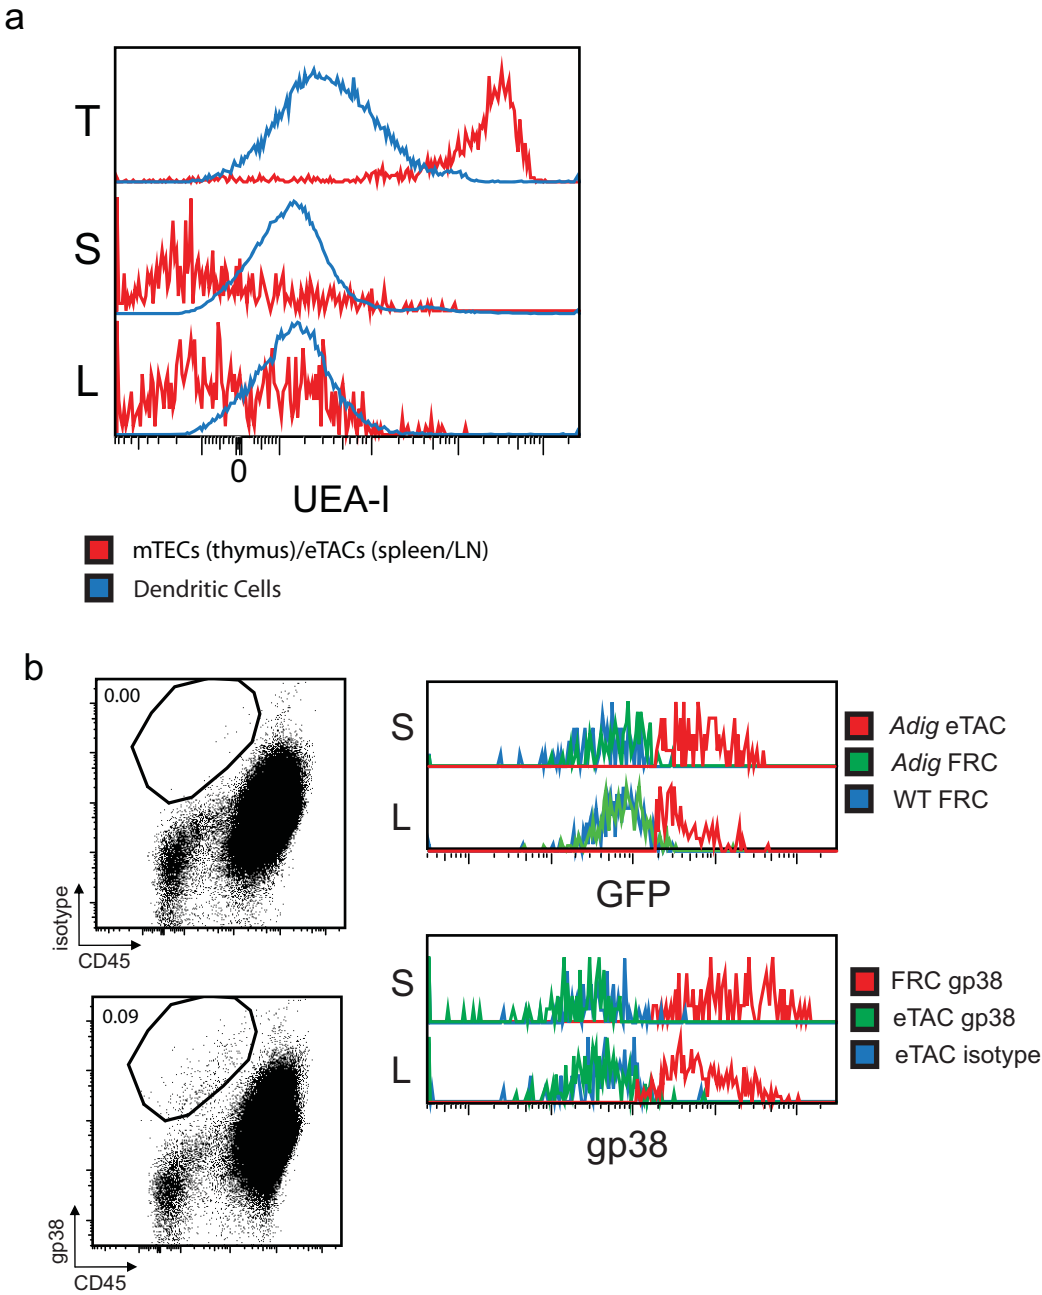 a
T
S
L
0
UEA-I
mTECs (thymus)/eTACs (spleen/LN)
Dendritic Cells
b
0.00
isotype
CD45
0.09
gp38
CD45
S
L
GFP
Adig eTAC
Adig FRC
WT FRC
S
L
gp38
FRC gp38
eTAC gp38
eTAC isotype